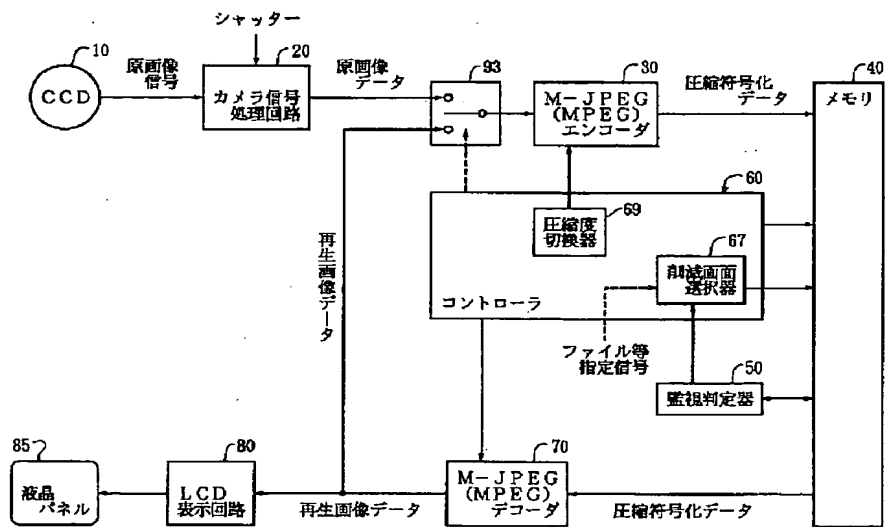 シャッター
10
CCD
原画像
信号
20
カメラ信号
処理回路
原画像
データ
93
30
M-JPEG
(MPEG)
エンコーダ
圧縮符号化
データ
40
メモリ
60
圧縮度
切換器
69
67
削減画面
選択器
コントローラ
再生画像データ
ファイル等
指定信号
50
監視判定器
85
液晶
パネル
80
LCD
表示回路
再生画像データ
70
M-JPEG
(MPEG)
デコーダ
圧縮符号化データ